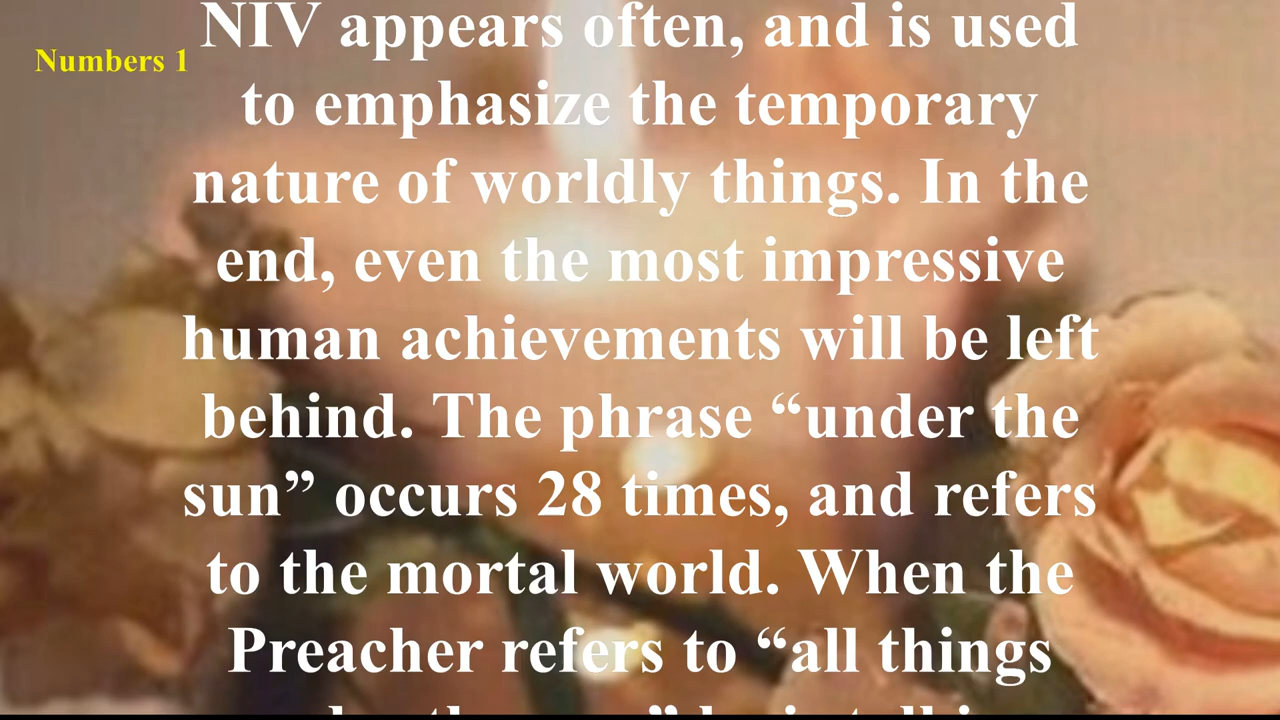 NIV appears often, and is used
Numbers 1
to emphasize the temporary
nature of worldly things. In the
end, even the most impressive
human achievements will be left
behind. The phrase “under the
sun” occurs 28 times, and refers
to the mortal world. When the
Preacher refers to “all things